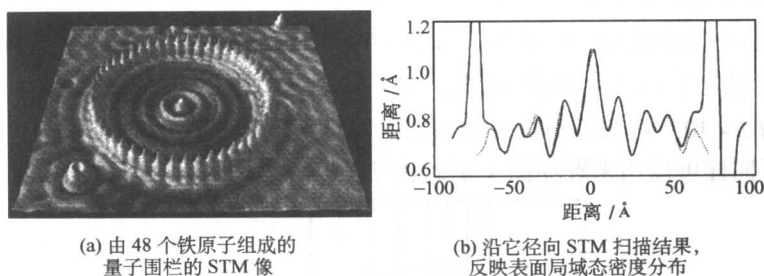 1.2
1.0
0.8
0.6
距离/Å
−100
−50
0
50
100
距离/Å
(a) 由 48 个铁原子组成的
量子围栏的 STM 像
(b) 沿它径向 STM 扫描结果，
反映表面局域态密度分布